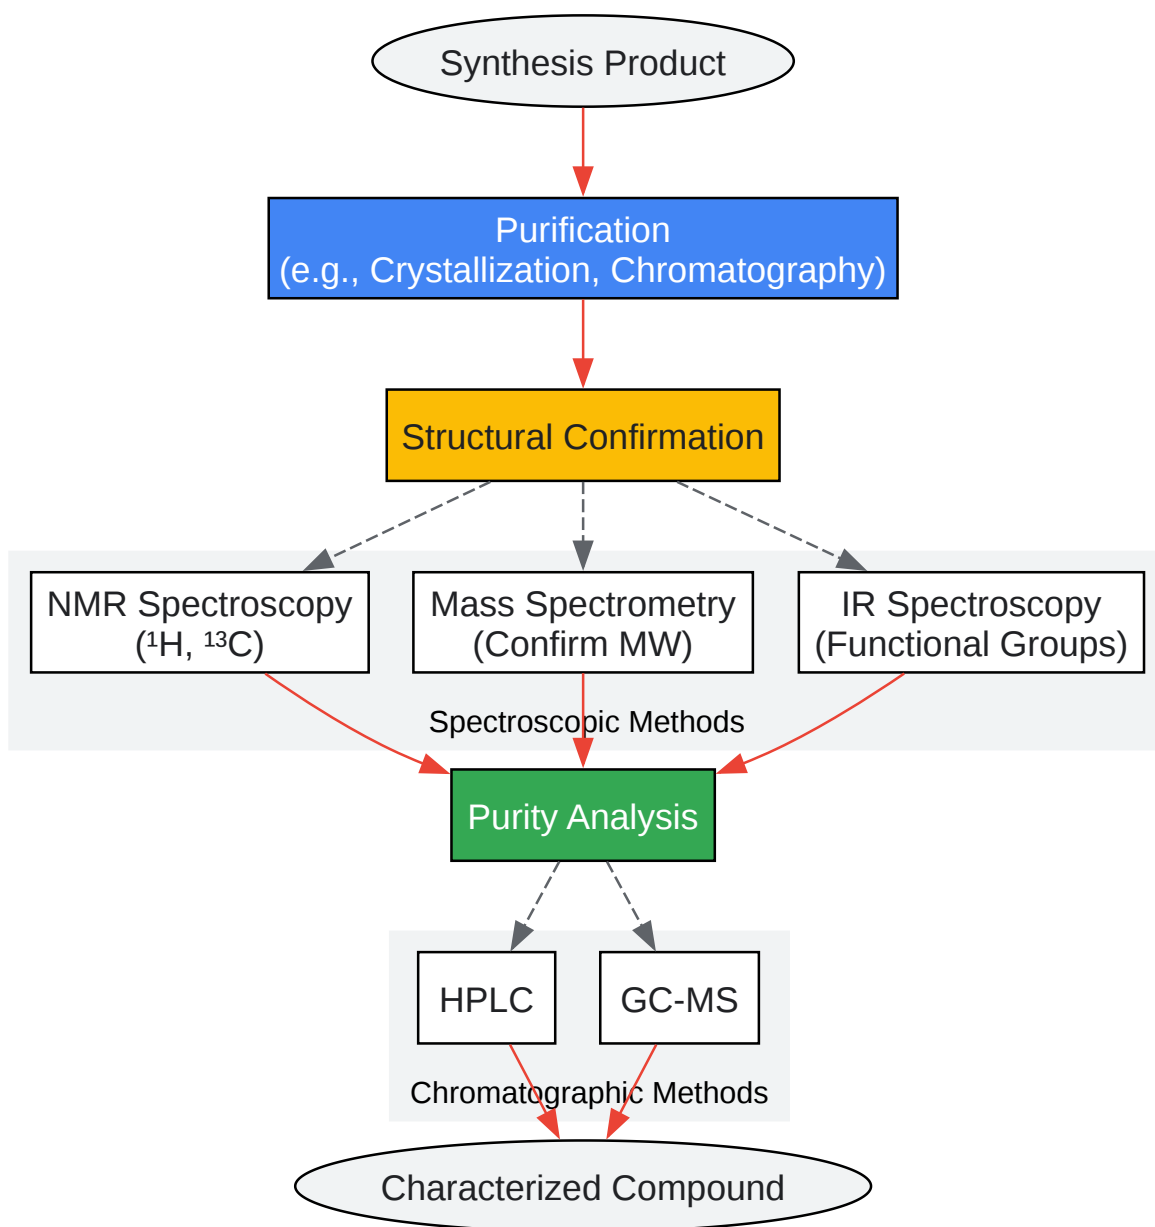 Synthesis Product
Purification
(e.g., Crystallization, Chromatography)
Structural Confirmation
NMR Spectroscopy
(¹H, ¹³C)
Mass Spectrometry
(Confirm MW)
IR Spectroscopy
(Functional Groups)
Spectroscopic Methods
Purity Analysis
HPLC
GC-MS
Chromatographic Methods
Characterized Compound